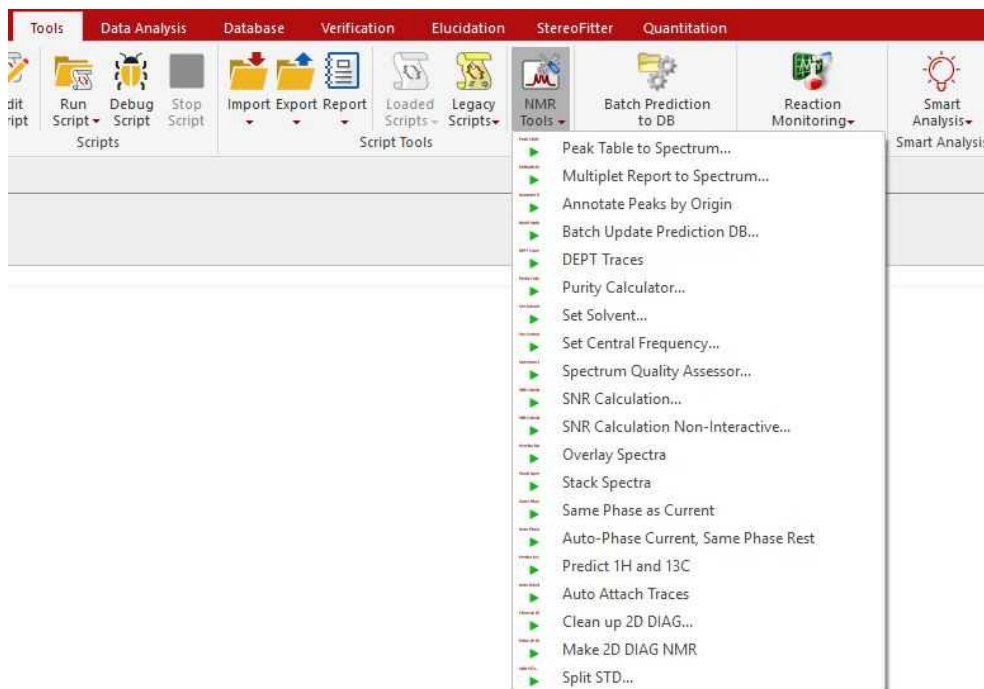 Tools Data Analysis Database Verification Elucidation StereoFitter Quantitation
dit Run Debug Stop Import Export Report Loaded Legacy NMR Batch Prediction Reaction Smart
ript Script Script Script Scripts Scripts Tools to DB Monitoring Analysis
Scripts Script Tools Smart Analysis
Peak Table to Spectrum...
Multiplet Report to Spectrum...
Annotate Peaks by Origin
Batch Update Prediction DB...
DEPT Traces
Purity Calculator...
Set Solvent...
Set Central Frequency...
Spectrum Quality Assessor...
SNR Calculation...
SNR Calculation Non-Interactive...
Overlay Spectra
Stack Spectra
Same Phase as Current
Auto-Phase Current, Same Phase Rest
Predict 1H and 13C
Auto Attach Traces
Clean up 2D DIAG...
Make 2D DIAG NMR
Split STD...